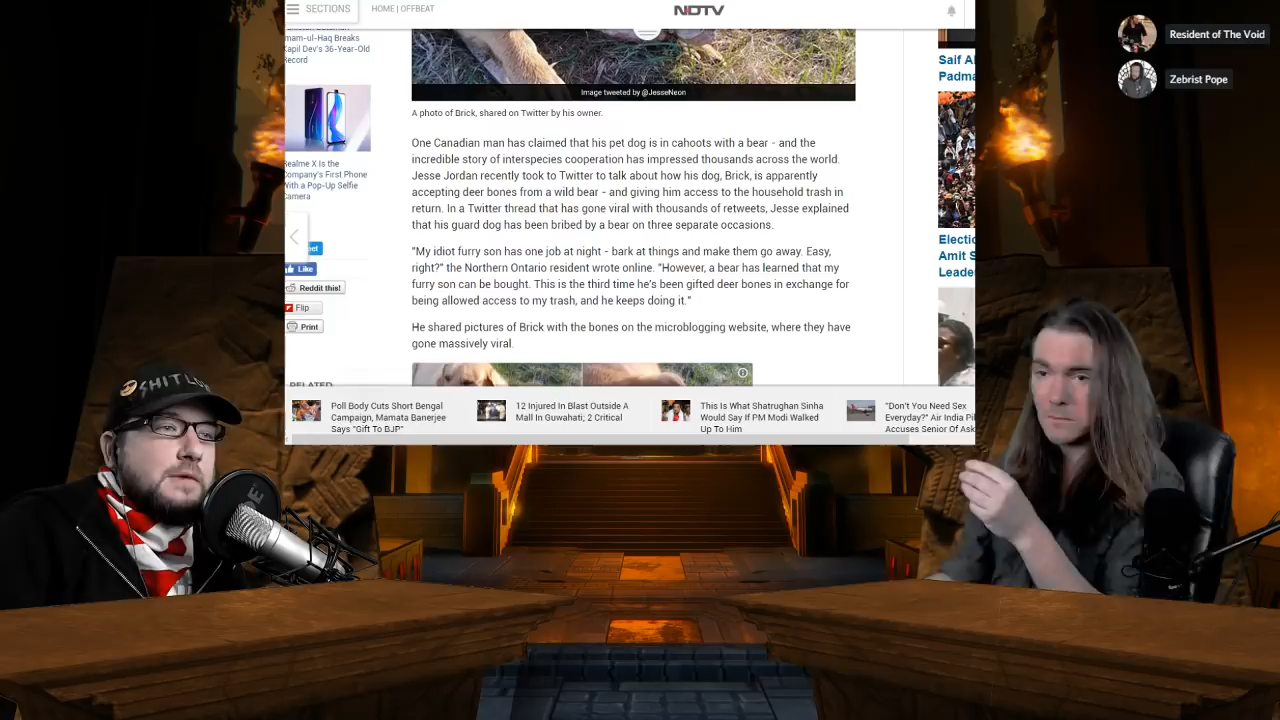 SECTIONS
HOME | OFFBEAT
NDTV
Resident of The Void
Zebrist Pope
mam-ul-Haq Breaks
Kapil Dev's 36-Year-Old
Record
Realme X Is the
Company's First Phone
With a Pop-Up Selfie
Camera
eet
Like
Reddit this!
Flip
Print
RELATED
Image tweeted by @JesseNeon
A photo of Brick, shared on Twitter by his owner.
One Canadian man has claimed that his pet dog is in cahoots with a bear - and the
incredible story of interspecies cooperation has impressed thousands across the world.
Jesse Jordan recently took to Twitter to talk about how his dog, Brick, is apparently
accepting deer bones from a wild bear - and giving him access to the household trash in
return. In a Twitter thread that has gone viral with thousands of retweets, Jesse explained
that his guard dog has been bribed by a bear on three separate occasions.
"My idiot furry son has one job at night - bark at things and make them go away. Easy,
right?" the Northern Ontario resident wrote online. "However, a bear has learned that my
furry son can be bought. This is the third time he's been gifted deer bones in exchange for
being allowed access to my trash, and he keeps doing it."
He shared pictures of Brick with the bones on the microblogging website, where they have
gone massively viral.
Saif Al
Padma
Electio
Amit S
Leader
Poll Body Cuts Short Bengal
Campaign, Mamata Banerjee
Says "Gift To BJP"
12 Injured In Blast Outside A
Mall In Guwahati; 2 Critical
This Is What Shatrughan Sinha
Would Say If PM Modi Walked
Up To Him
"Don't You Need Sex
Everyday?" Air India Pil
Accuses Senior Of Ask